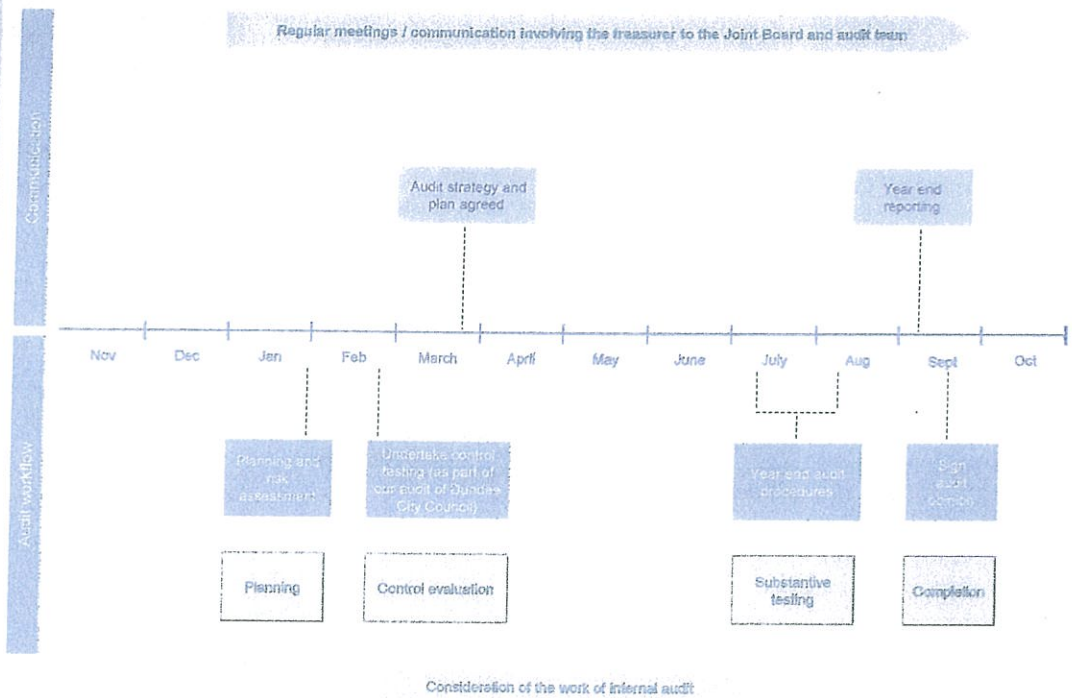 Regular meetings / communication involving the treasurer to the Joint Board and audit team
Communication
Audit strategy and
plan agreed
Year end
reporting
Nov Dec Jan Feb March April May June July Aug Sept Oct
Audit workflow
Planning and
risk
assessment
Undertake control
testing (as part of
our audit of Dundee
City Council)
Year end audit
procedures
Sign
audit
opinion
Planning
Control evaluation
Substantive
testing
Completion
Consideration of the work of internal audit